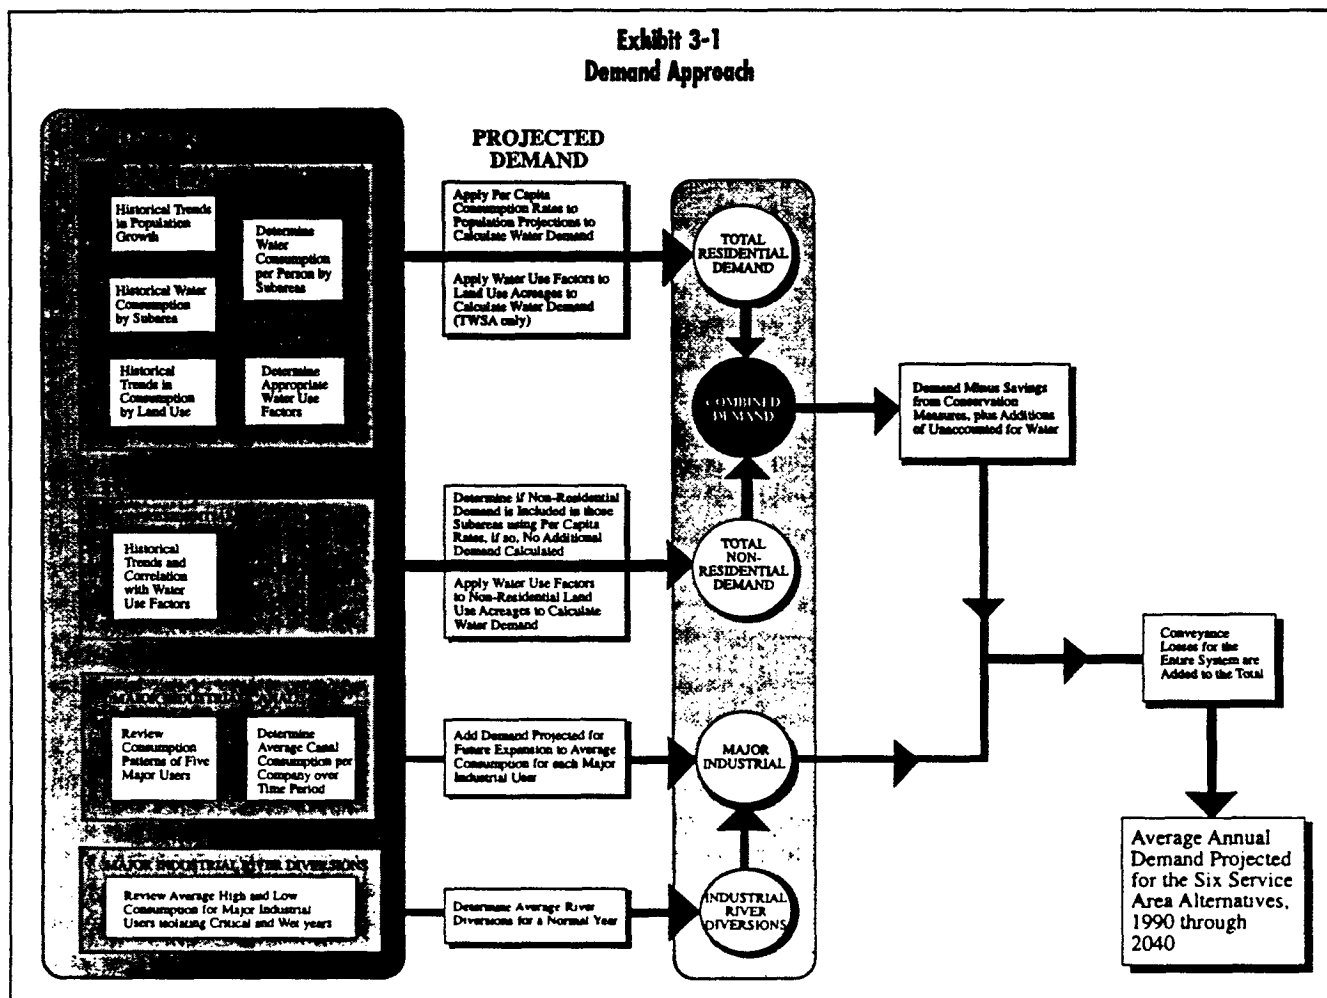 Exhibit 3-1
Demand Approach
PROJECTED
DEMAND
Historical Trends
in Population
Growth
Determine
Water
Consumption
per Person by
Subareas
Historical Water
Consumption
by Subarea
Historical
Trends in
Consumption
by Land Use
Determine
Appropriate
Water Use
Factors
Apply Per Capita
Consumption Rates to
Population Projections to
Calculate Water Demand
Apply Water Use Factors to
Land Use Acreages to
Calculate Water Demand
(TWSA only)
TOTAL
RESIDENTIAL
DEMAND
COMBINED
DEMAND
Demand Minus Savings
from Conservation
Measures, plus Additions
of Unaccounted for Water
Historical
Trends and
Correlation
with Water
Use Factors
Determine if Non-Residential
Demand is Included in those
Subareas using Per Capita
Rates, if so, No Additional
Demand Calculated
Apply Water Use Factors
to Non-Residential Land
Use Acreages to Calculate
Water Demand
TOTAL
NON-
RESIDENTIAL
DEMAND
Conveyance
Losses for the
Entire System are
Added to the Total
MAJOR INDUSTRIAL CANAL
Review
Consumption
Patterns of Five
Major Users
Determine
Average Canal
Consumption per
Company over
Time Period
Add Demand Projected for
Future Expansion to Average
Consumption for each Major
Industrial User
MAJOR
INDUSTRIAL
MAJOR INDUSTRIAL RIVER DIVERSIONS
Review Average High and Low
Consumption for Major Industrial
Users isolating Critical and Wet years
Determine Average River
Diversions for a Normal Year
INDUSTRIAL
RIVER
DIVERSIONS
Average Annual
Demand Projected
for the Six Service
Area Alternatives,
1990 through
2040